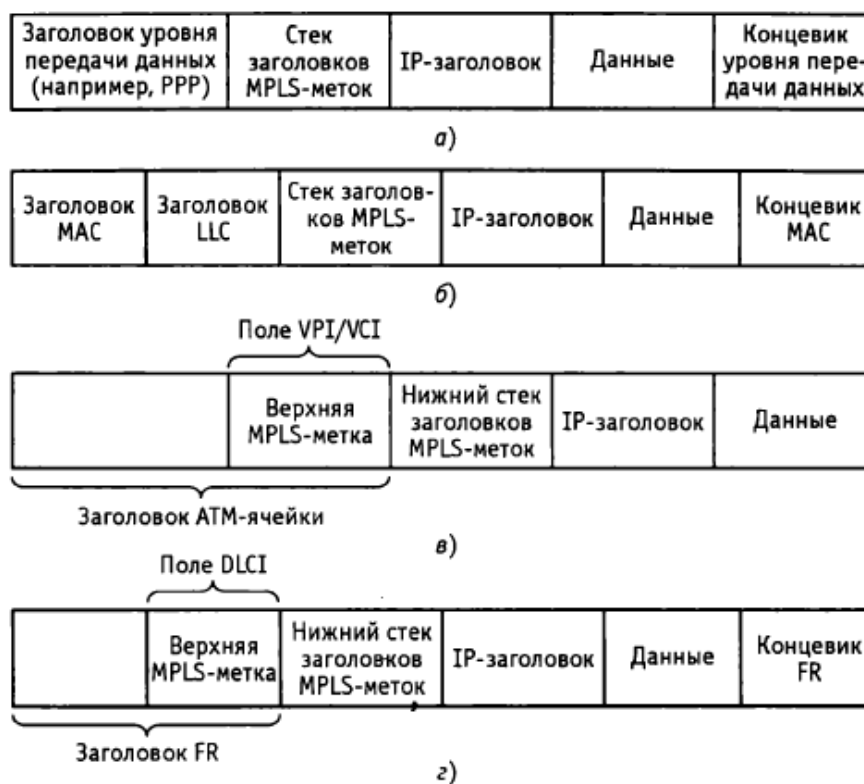 Заголовок уровня
передачи данных
(например, PPP)
Стек
заголовков
MPLS-меток
IP-заголовок
Данные
Концевик
уровня пере-
дачи данных
а)
Заголовок
MAC
Заголовок
LLC
Стек заголов-
ков MPLS-
меток
IP-заголовок
Данные
Концевик
MAC
б)
Поле VPI/VCI
Верхняя
MPLS-метка
Нижний стек
заголовков
MPLS-меток
IP-заголовок
Данные
Заголовок ATM-ячейки
в)
Поле DLCI
Верхняя
MPLS-метка
Нижний стек
заголовков
MPLS-меток
IP-заголовок
Данные
Концевик
FR
Заголовок FR
г)